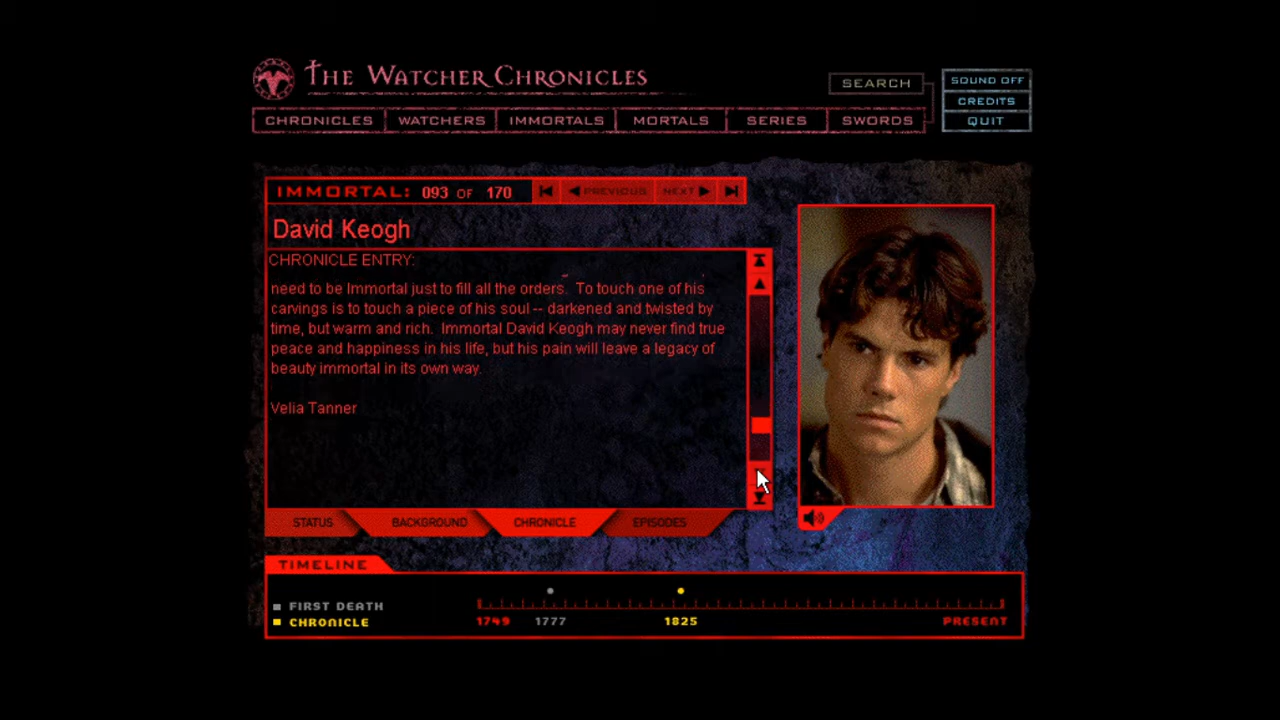 THE WATCHER CHRONICLES
SEARCH
SOUND OFF
CREDITS
QUIT
CHRONICLES
WATCHERS
IMMORTALS
MORTALS
SERIES
SWORDS
IMMORTAL: 093 OF 170
PREVIOUS
NEXT
David Keogh
CHRONICLE ENTRY:
need to be Immortal just to fill all the orders. To touch one of his
carvings is to touch a piece of his soul -- darkened and twisted by
time, but warm and rich. Immortal David Keogh may never find true
peace and happiness in his life, but his pain will leave a legacy of
beauty immortal in its own way.
Velia Tanner
STATUS
BACKGROUND
CHRONICLE
EPISODES
TIMELINE
FIRST DEATH
CHRONICLE
1749
1777
1825
PRESENT